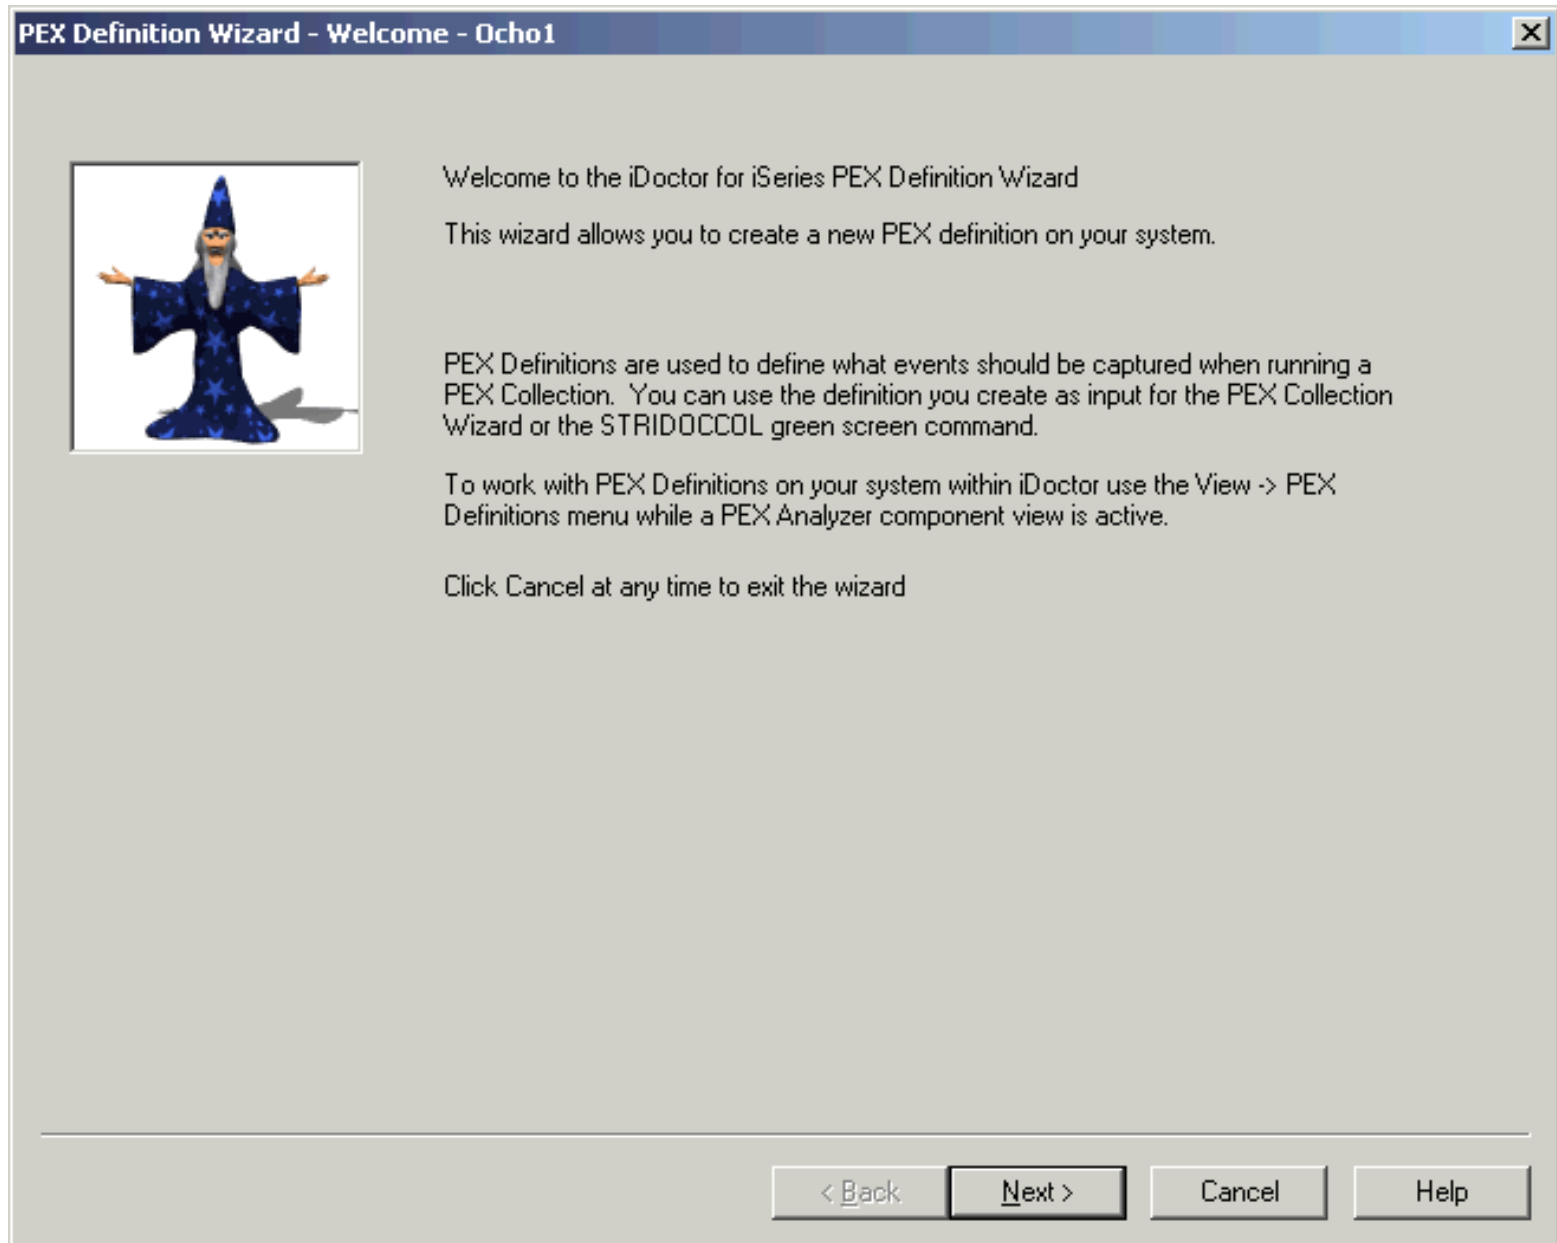 PEX Definition Wizard - Welcome - Ocho1
Welcome to the iDoctor for iSeries PEX Definition Wizard
This wizard allows you to create a new PEX definition on your system.
PEX Definitions are used to define what events should be captured when running a
PEX Collection.  You can use the definition you create as input for the PEX Collection
Wizard or the STRIDOCCOL green screen command.
To work with PEX Definitions on your system within iDoctor use the View -> PEX
Definitions menu while a PEX Analyzer component view is active.
Click Cancel at any time to exit the wizard
< Back
Next >
Cancel
Help